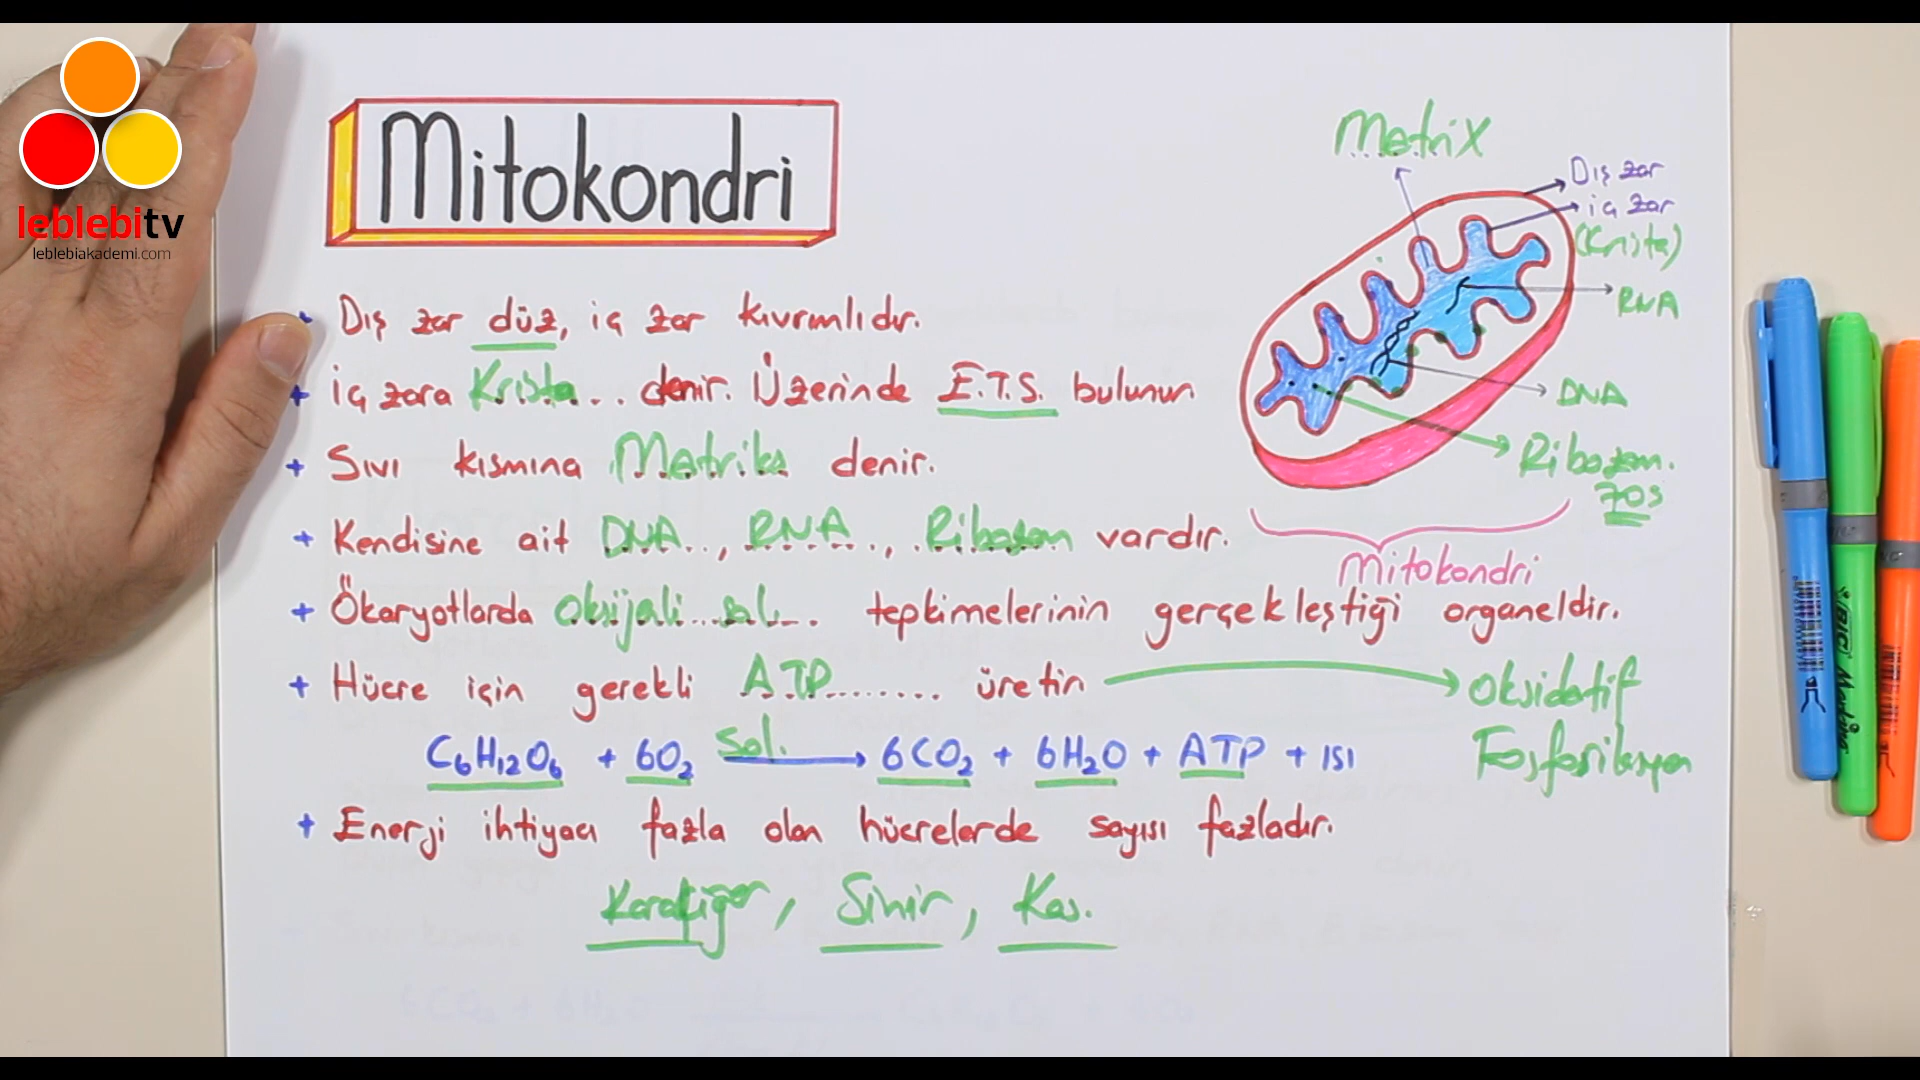 leblebitv
leblebiakademi.com
Mitokondri
+ Dış zar düz, iç zar kıvrımlıdır.
+ iç zara Krista..... denir. Üzerinde E.T.S. bulunur
+ Sıvı kısmına Matriks denir.
+ Kendisine ait DNA.., RNA.., Ribozom vardır.
+ Ökaryotlarda oksijenli...sol... tepkimelerinin gerçekleştiği organeldir.
+ Hücre için gerekli ATP........ üretir → Oksidatif
Fosforilasyon
C₆H₁₂O₆ + 6O₂ sol. → 6CO₂ + 6H₂O + ATP + ısı
+ Enerji ihtiyacı fazla olan hücrelerde sayısı fazladır.
Karaciğer, Sinir, Kas.
Matrix
Dış zar
iç zar
(Krista)
RNA
DNA
Ribozom.
70s
Mitokondri
BIC Marking